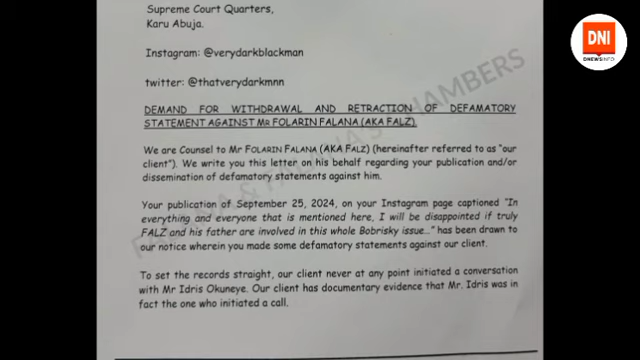 Supreme Court Quarters,
Karu Abuja.
DNI
DNEWSINFO
Instagram: @verydarkblackman
twitter: @thatverydarkmnn
DEMAND FOR WITHDRAWAL AND RETRACTION OF DEFAMATORY
STATEMENT AGAINST MR FOLARIN FALANA (AKA FALZ).
We are Counsel to Mr FOLARIN FALANA (AKA FALZ) (hereinafter referred to as "our
client"). We write you this letter on his behalf regarding your publication and/or
dissemination of defamatory statements against him.
Your publication of September 25, 2024, on your Instagram page captioned "In
everything and everyone that is mentioned here, I will be disappointed if truly
FALZ and his father are involved in this whole Bobrisky issue..." has been drawn to
our notice wherein you made some defamatory statements against our client.
To set the records straight, our client never at any point initiated a conversation
with Mr Idris Okuneye. Our client has documentary evidence that Mr. Idris was in
fact the one who initiated a call.
FALANA & FALANA'S CHAMBERS